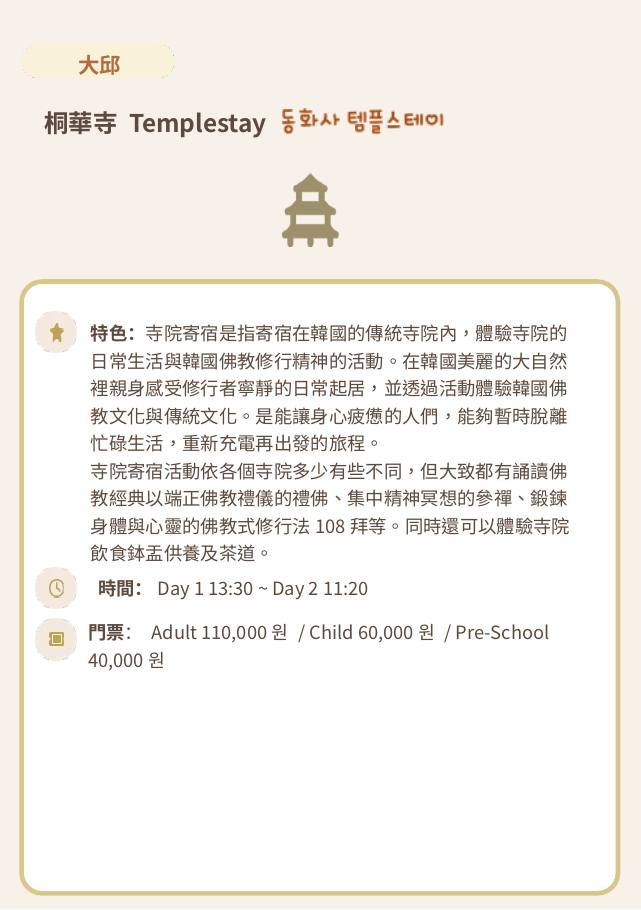 大邱
桐華寺 Templestay 동화사 템플스테이
特色：寺院寄宿是指寄宿在韓國的傳統寺院內，體驗寺院的
日常生活與韓國佛教修行精神的活動。在韓國美麗的大自然
裡親身感受修行者寧靜的日常起居，並透過活動體驗韓國佛
教文化與傳統文化。是能讓身心疲憊的人們，能夠暫時脫離
忙碌生活，重新充電再出發的旅程。
寺院寄宿活動依各個寺院多少有些不同，但大致都有誦讀佛
教經典以端正佛教禮儀的禮佛、集中精神冥想的參禪、鍛鍊
身體與心靈的佛教式修行法 108 拜等。同時還可以體驗寺院
飲食鉢盂供養及茶道。
時間： Day 1 13:30 ~ Day 2 11:20
門票： Adult 110,000 원 / Child 60,000 원 / Pre-School
40,000 원